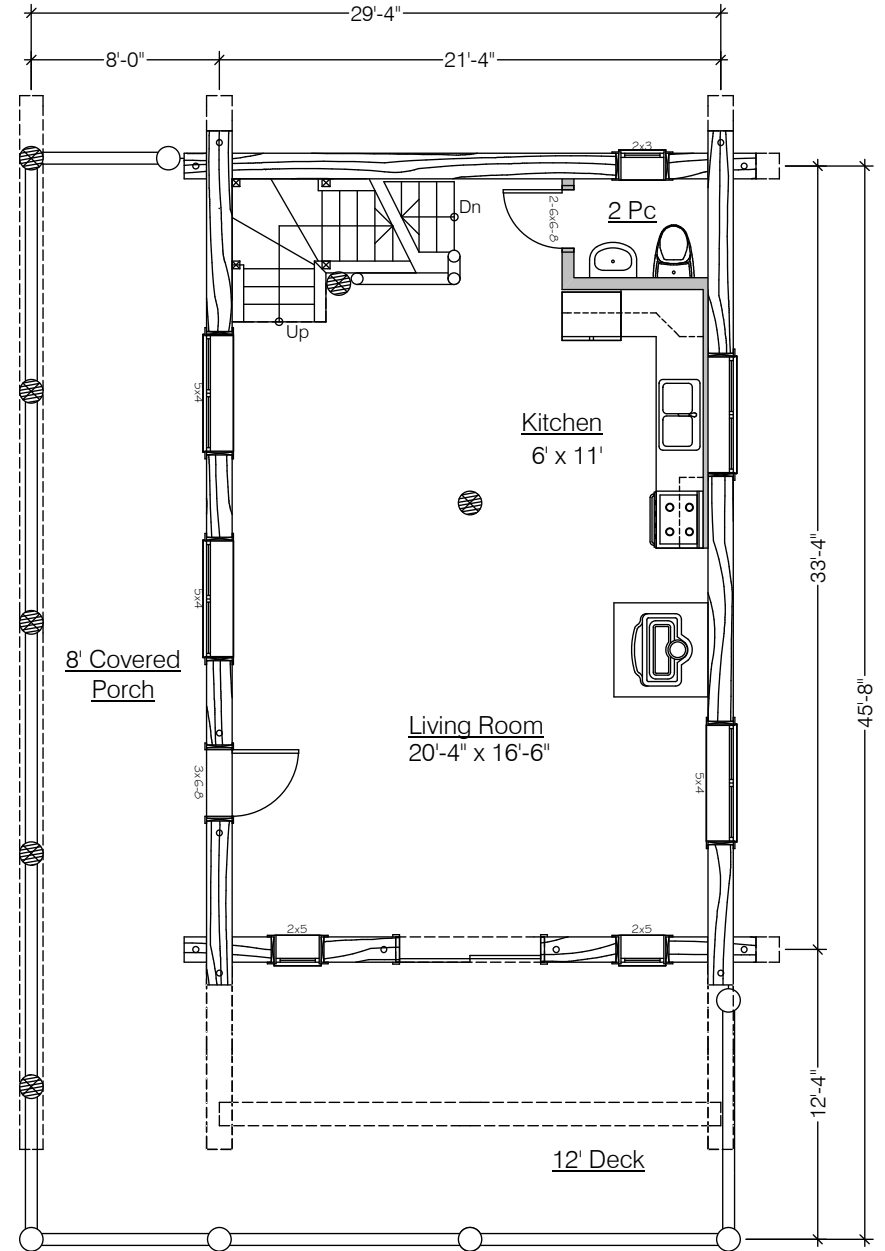 29'-4"
8'-0"
21'-4"
2x3
Dn
2-6x6-8
2 Pc
Up
5x4
Kitchen
6' x 11'
33'-4"
5x4
8' Covered
Porch
45'-8"
Living Room
20'-4" x 16'-6"
3x6-8
5x4
2x5
2x5
12'-4"
12' Deck